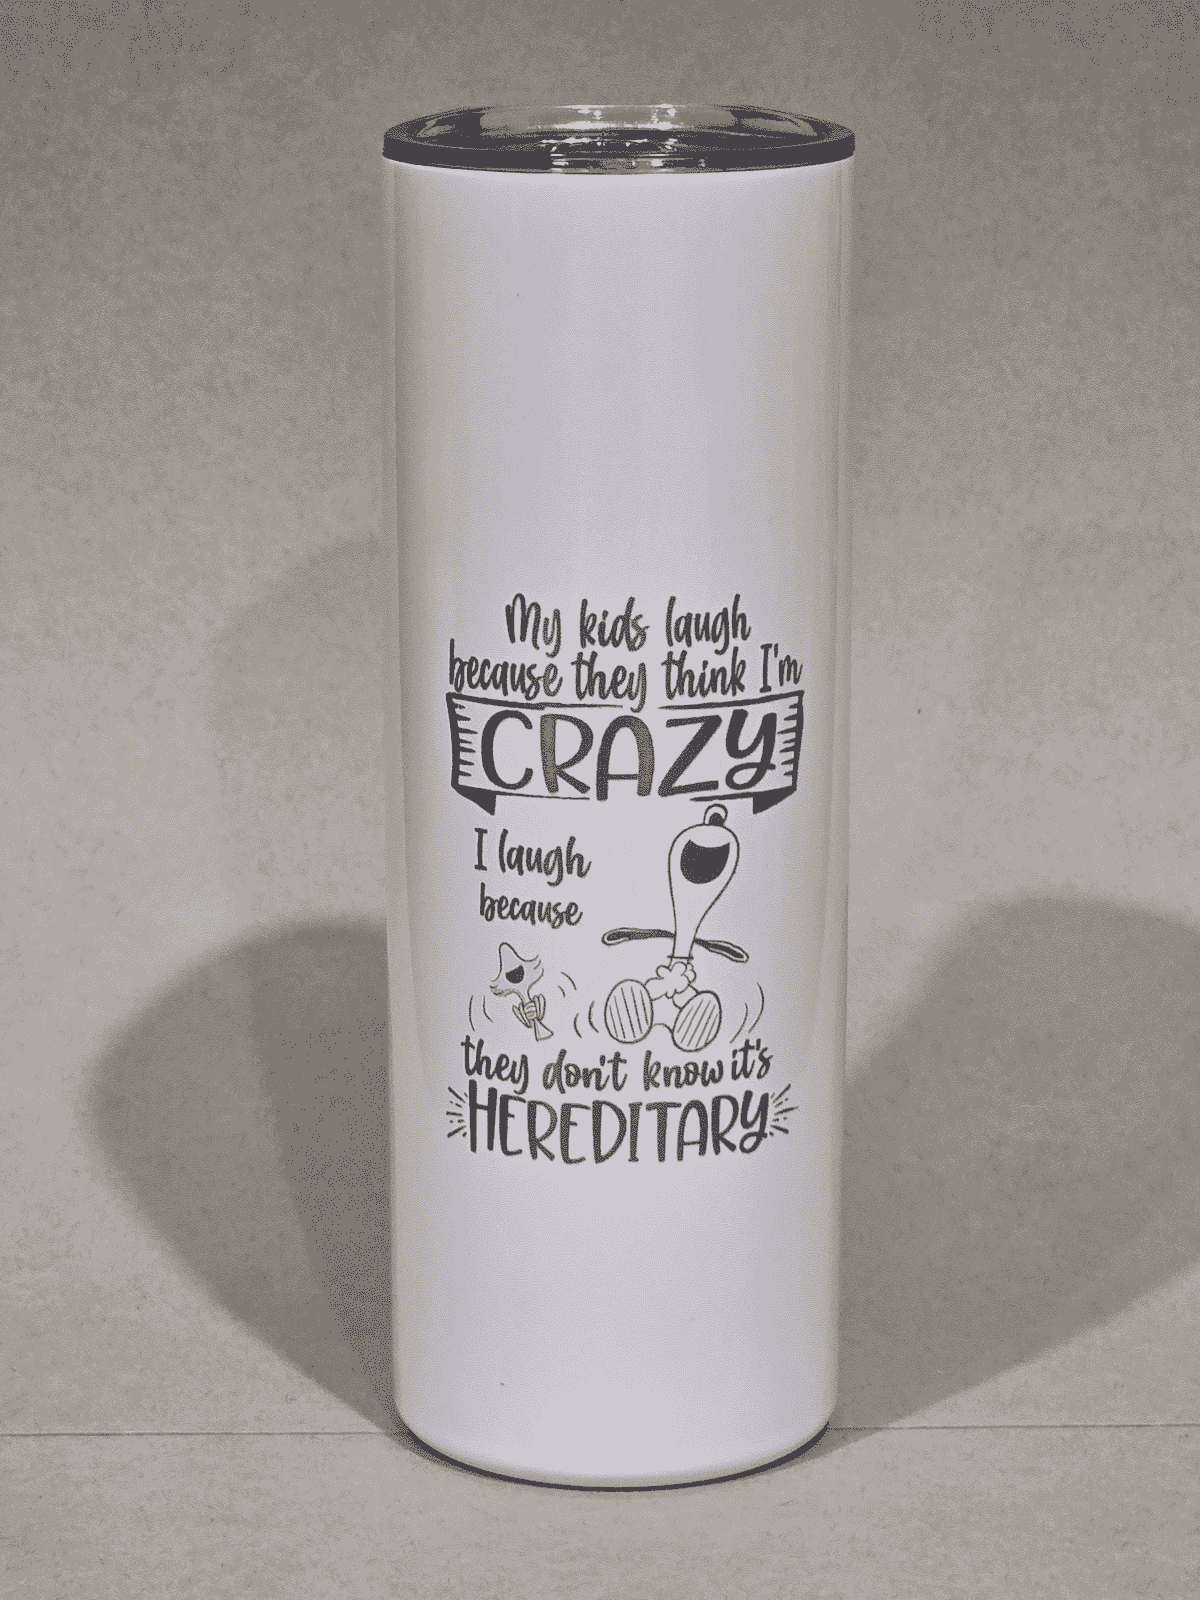 My kids laugh
because they think I'm
CRAZY
I laugh
because
they don't know it's
HEREDITARY